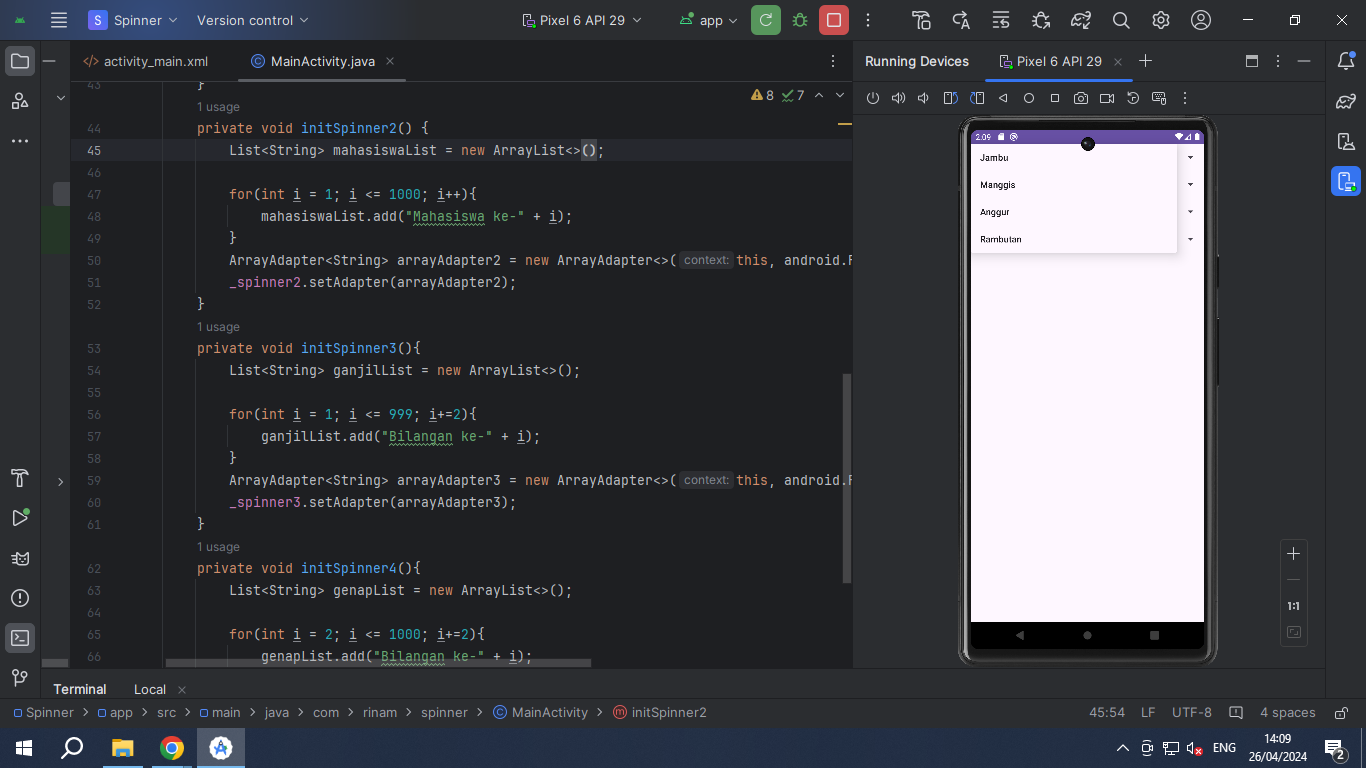 S Spinner Version control Pixel 6 API 29 app
activity_main.xml MainActivity.java Running Devices Pixel 6 API 29
8 7
43 }
1 usage
44 private void initSpinner2() {
45 List<String> mahasiswaList = new ArrayList<>();
46
47 for(int i = 1; i <= 1000; i++){
48 mahasiswaList.add("Mahasiswa ke-" + i);
49 }
50 ArrayAdapter<String> arrayAdapter2 = new ArrayAdapter<>( context: this, android.R
51 _spinner2.setAdapter(arrayAdapter2);
52 }
1 usage
53 private void initSpinner3(){
54 List<String> ganjilList = new ArrayList<>();
55
56 for(int i = 1; i <= 999; i+=2){
57 ganjilList.add("Bilangan ke-" + i);
58 }
59 ArrayAdapter<String> arrayAdapter3 = new ArrayAdapter<>( context: this, android.R
60 _spinner3.setAdapter(arrayAdapter3);
61 }
1 usage
62 private void initSpinner4(){
63 List<String> genapList = new ArrayList<>();
64
65 for(int i = 2; i <= 1000; i+=2){
66 genapList.add("Bilangan ke-" + i);
2:09
Jambu
Manggis
Anggur
Rambutan
1:1
Terminal Local
Spinner > app > src > main > java > com > rinam > spinner > MainActivity > initSpinner2 45:54 LF UTF-8 4 spaces
ENG 14:09
26/04/2024 2